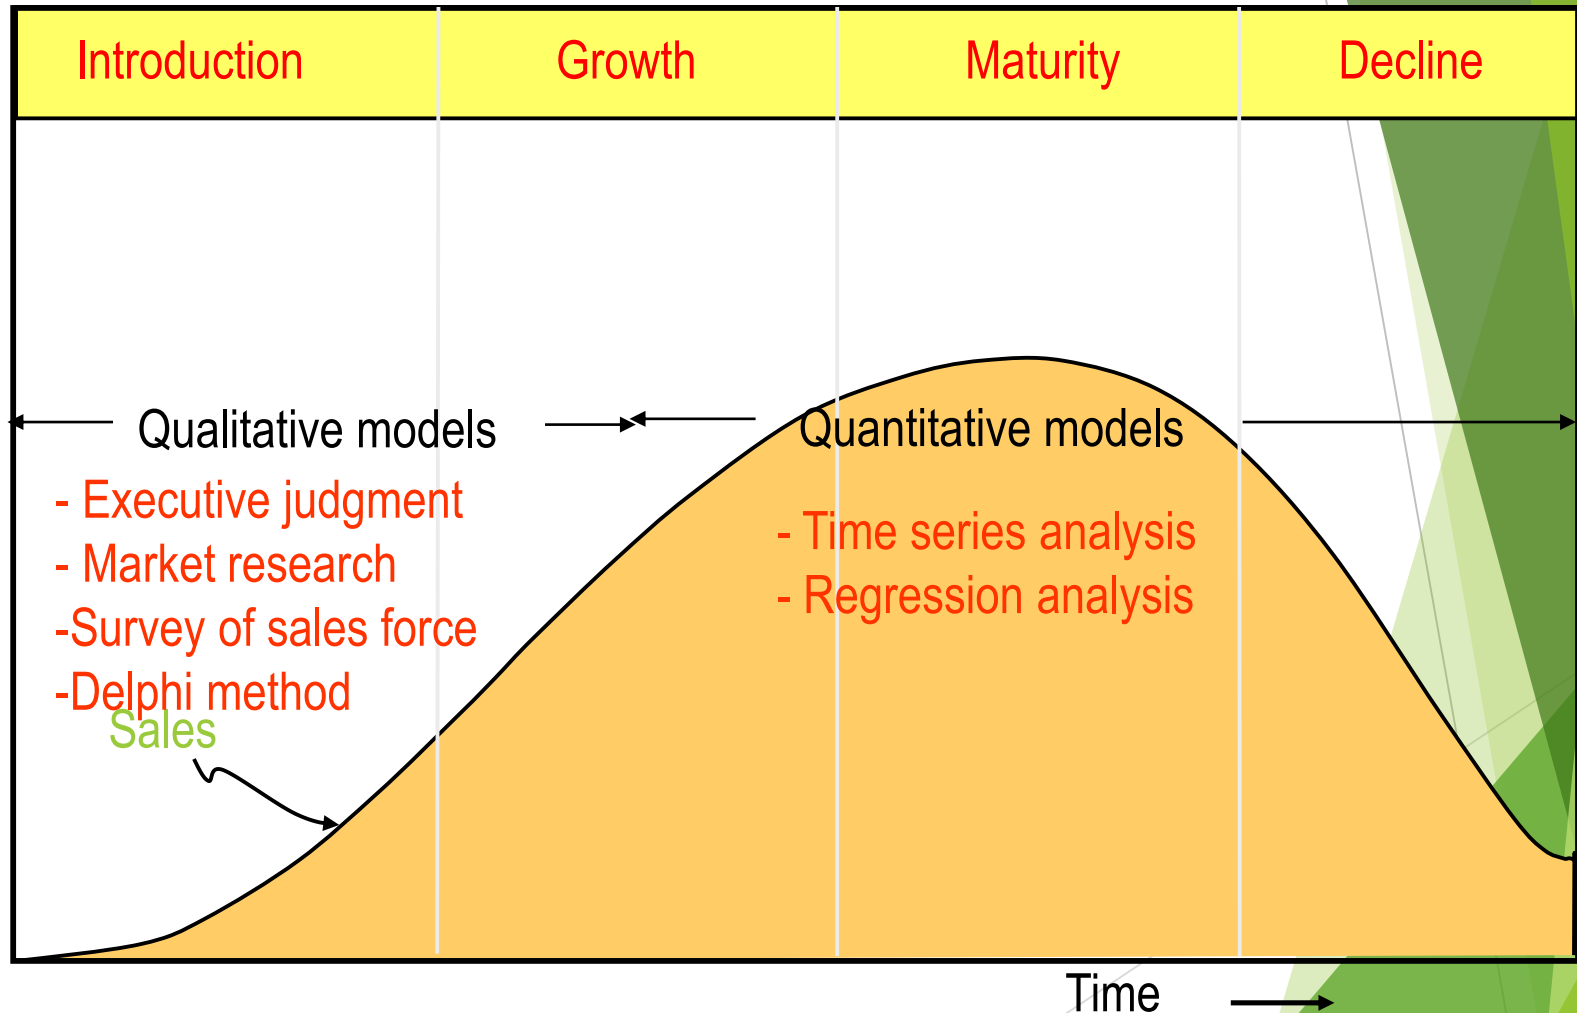 Introduction
Growth
Maturity
Decline
Qualitative models
- Executive judgment
- Market research
-Survey of sales force
-Delphi method
Quantitative models
- Time series analysis
- Regression analysis
Sales
Time